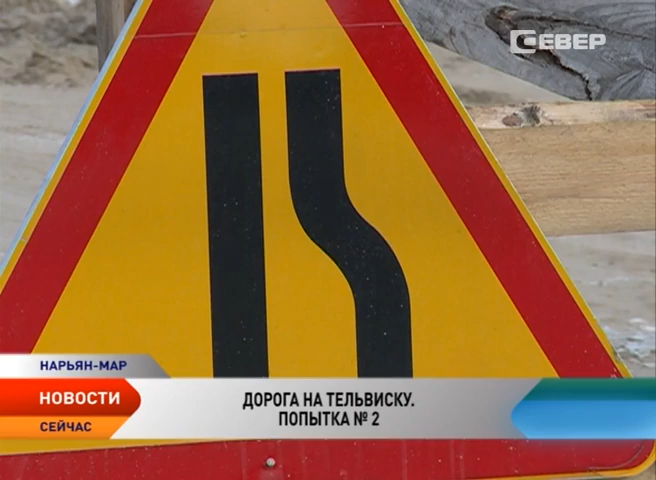 СЕВЕР
НАРЬЯН-МАР
НОВОСТИ
СЕЙЧАС
ДОРОГА НА ТЕЛЬВИСКУ.
ПОПЫТКА № 2